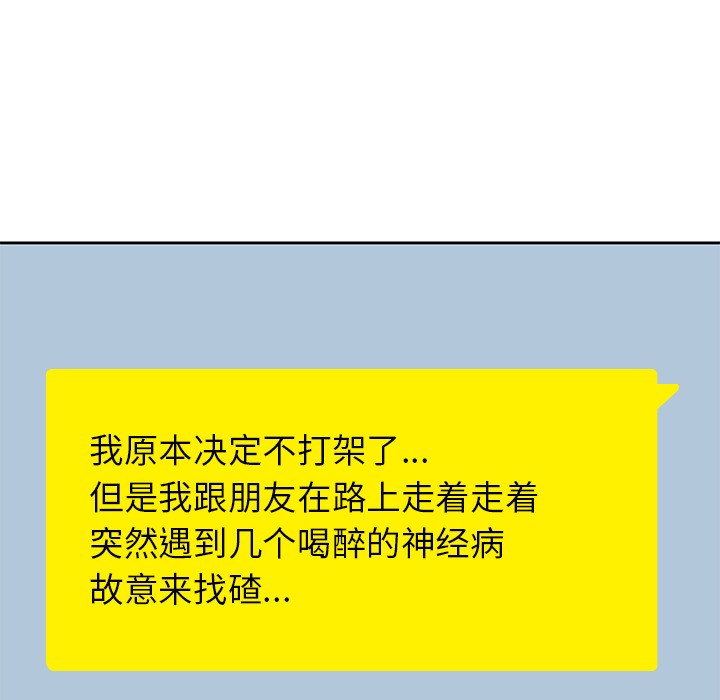 我原本决定不打架了...
但是我跟朋友在路上走着走着
突然遇到几个喝醉的神经病
故意来找碴...